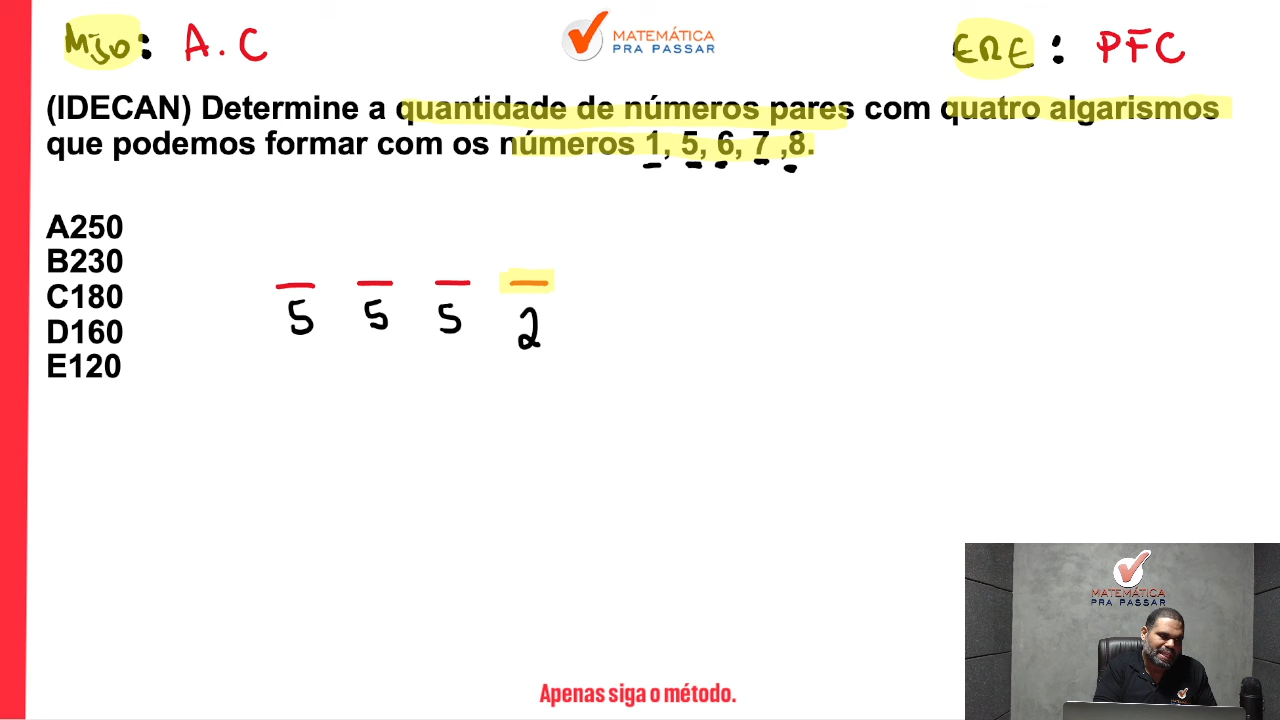 MJO : A.C
MATEMÁTICA
PRA PASSAR
ERE : PFC
(IDECAN) Determine a quantidade de números pares com quatro algarismos
que podemos formar com os números 1, 5, 6, 7 ,8.
A250
B230
C180
D160
E120
5 5 5 2
MATEMÁTICA
PRA PASSAR
Apenas siga o método.